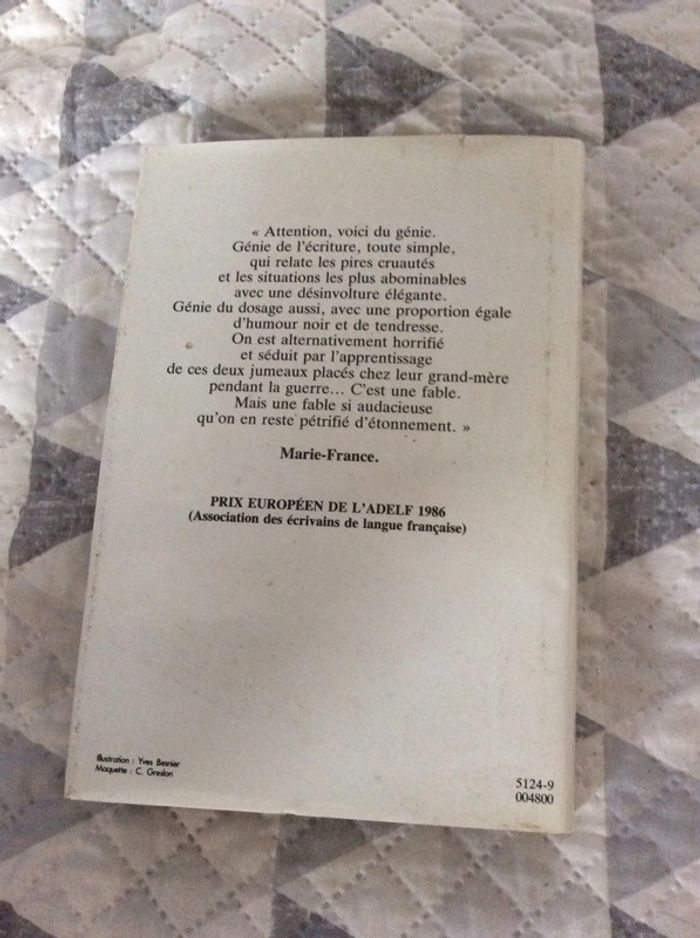 « Attention, voici du génie.
Génie de l'écriture, toute simple,
qui relate les pires cruautés
et les situations les plus abominables
avec une désinvolture élégante.
Génie du dosage aussi, avec une proportion égale
d'humour noir et de tendresse.
On est alternativement horrifié
et séduit par l'apprentissage
de ces deux jumeaux placés chez leur grand-mère
pendant la guerre... C'est une fable.
Mais une fable si audacieuse
qu'on en reste pétrifié d'étonnement. »
Marie-France.
PRIX EUROPÉEN DE L'ADELF 1986
(Association des écrivains de langue française)
Illustration : Yves Besnier
Maquette : C. Greslon
5124-9
004800